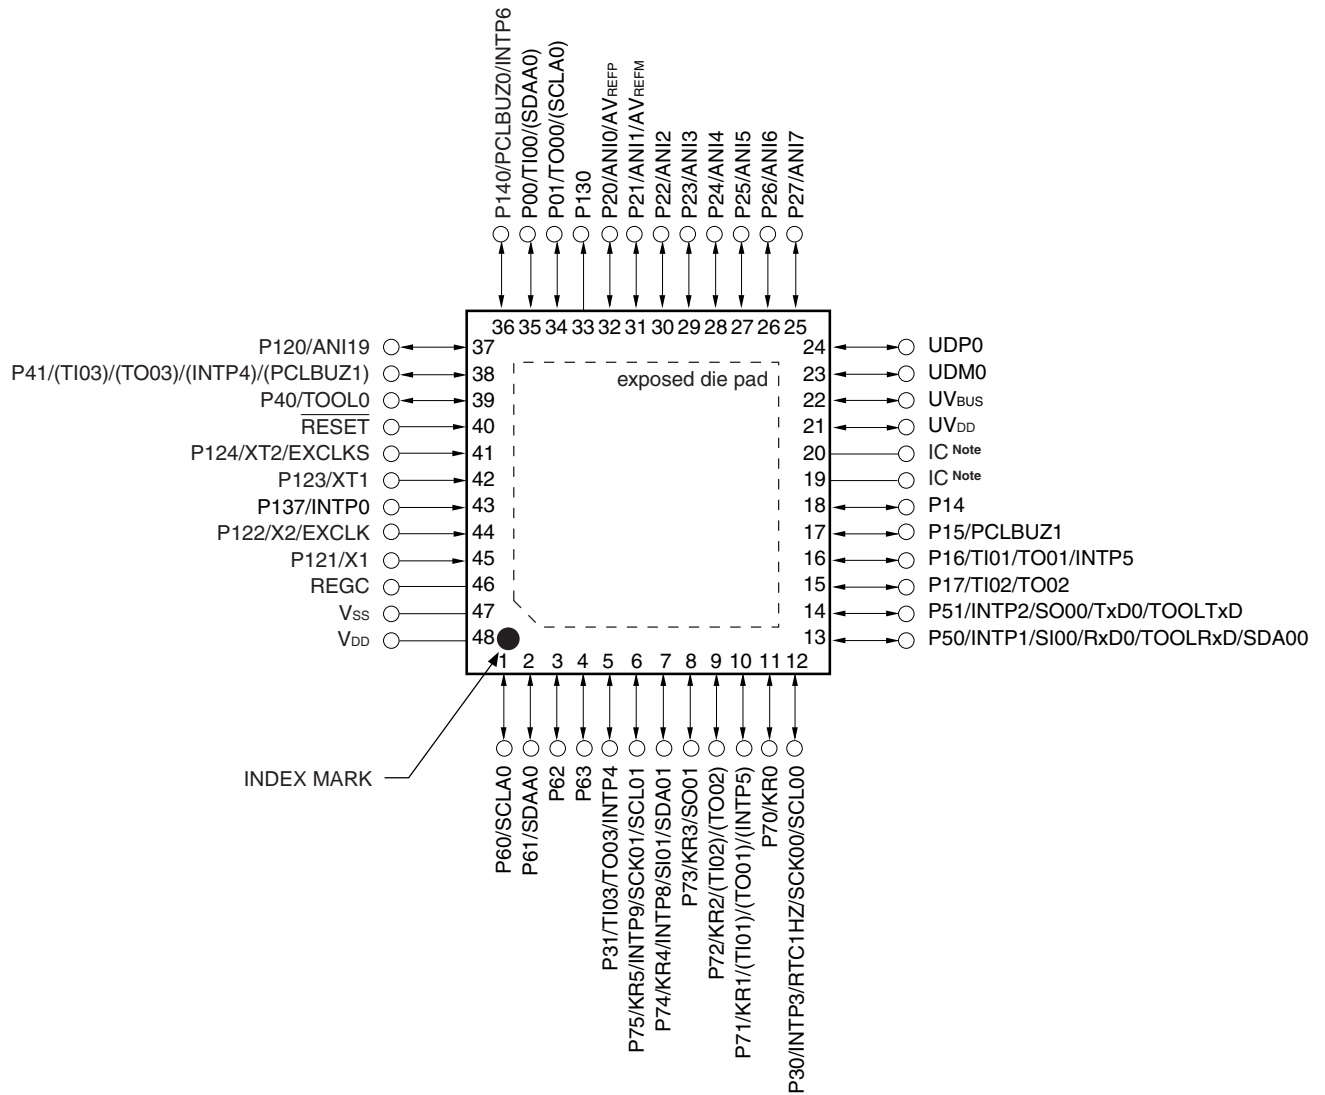 P140/PCLBUZ0/INTP6
P00/TI00/(SDAA0)
P01/TO00/(SCLA0)
P130
P20/ANI0/AVREFP
P21/ANI1/AVREFM
P22/ANI2
P23/ANI3
P24/ANI4
P25/ANI5
P26/ANI6
P27/ANI7
36 35 34 33 32 31 30 29 28 27 26 25
P120/ANI19 37
P41/(TI03)/(TO03)/(INTP4)/(PCLBUZ1) 38
P40/TOOL0 39
RESET 40
P124/XT2/EXCLKS 41
P123/XT1 42
P137/INTP0 43
P122/X2/EXCLK 44
P121/X1 45
REGC 46
VSS 47
VDD 48
exposed die pad
24 UDP0
23 UDM0
22 UVBUS
21 UVDD
20 IC Note
19 IC Note
18 P14
17 P15/PCLBUZ1
16 P16/TI01/TO01/INTP5
15 P17/TI02/TO02
14 P51/INTP2/SO00/TxD0/TOOLTxD
13 P50/INTP1/SI00/RxD0/TOOLRxD/SDA00
1 2 3 4 5 6 7 8 9 10 11 12
INDEX MARK
P60/SCLA0
P61/SDAA0
P62
P63
P31/TI03/TO03/INTP4
P75/KR5/INTP9/SCK01/SCL01
P74/KR4/INTP8/SI01/SDA01
P73/KR3/SO01
P72/KR2/(TI02)/(TO02)
P71/KR1/(TI01)/(TO01)/(INTP5)
P70/KR0
P30/INTP3/RTC1HZ/SCK00/SCL00